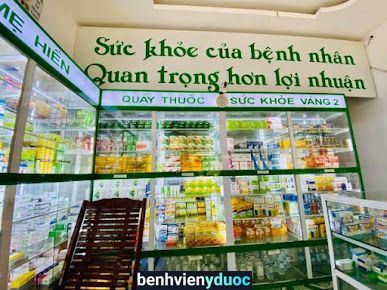 Sức khỏe của bệnh nhân
Quan trọng hơn lợi nhuận
MẸ HIỀN
QUẦY THUỐC SỨC KHỎE VÀNG 2
benhvienyduoc